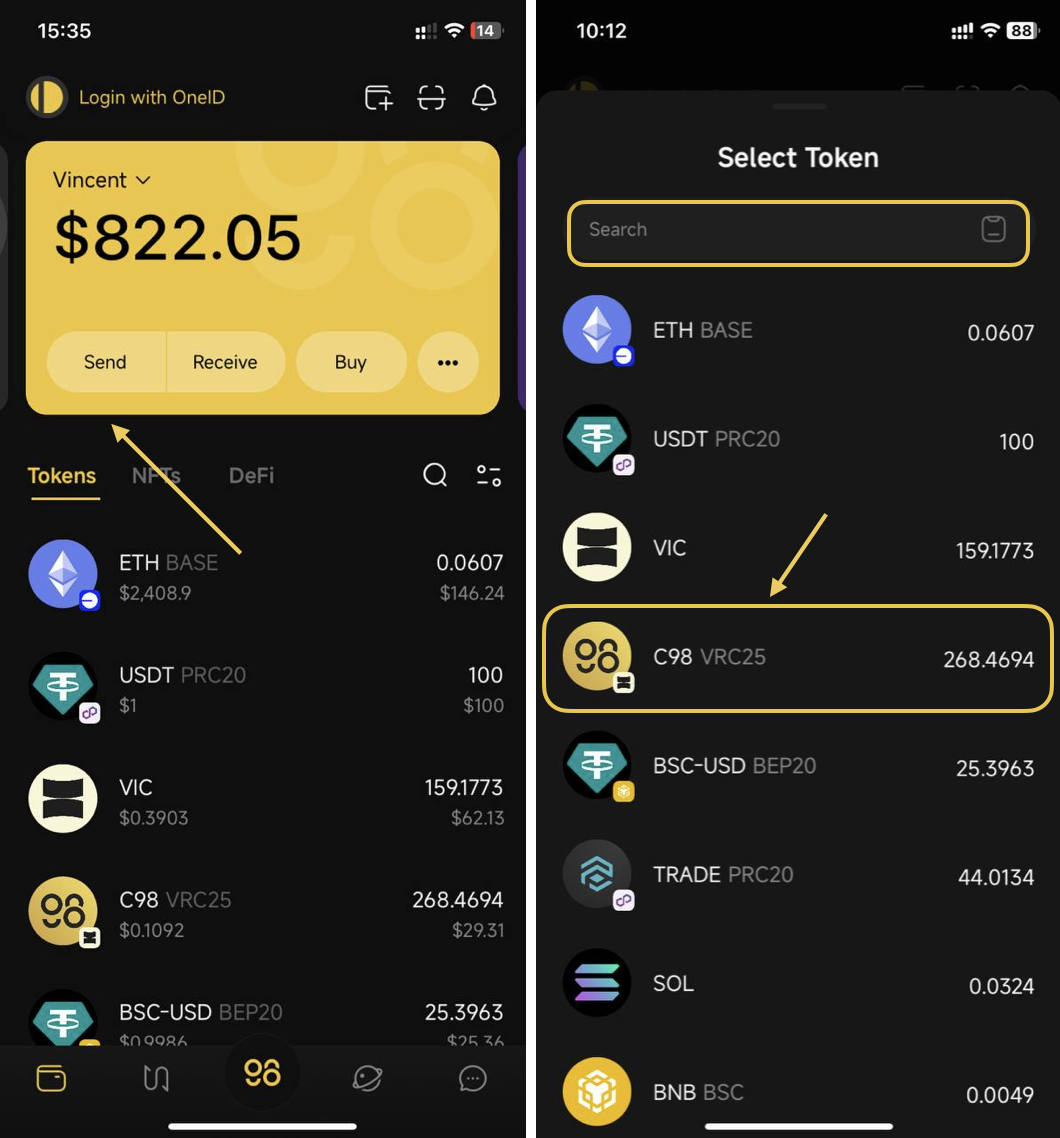 15:35
14
Login with OneID
Vincent
$822.05
Send
Receive
Buy
Tokens
NFTs
DeFi
ETH BASE
0.0607
$2,408.9
$146.24
USDT PRC20
100
$1
$100
VIC
159.1773
$0.3903
$62.13
C98 VRC25
268.4694
$0.1092
$29.31
BSC-USD BEP20
25.3963
$0.9986
$25.36
10:12
88
Select Token
Search
ETH BASE
0.0607
USDT PRC20
100
VIC
159.1773
C98 VRC25
268.4694
BSC-USD BEP20
25.3963
TRADE PRC20
44.0134
SOL
0.0324
BNB BSC
0.0049